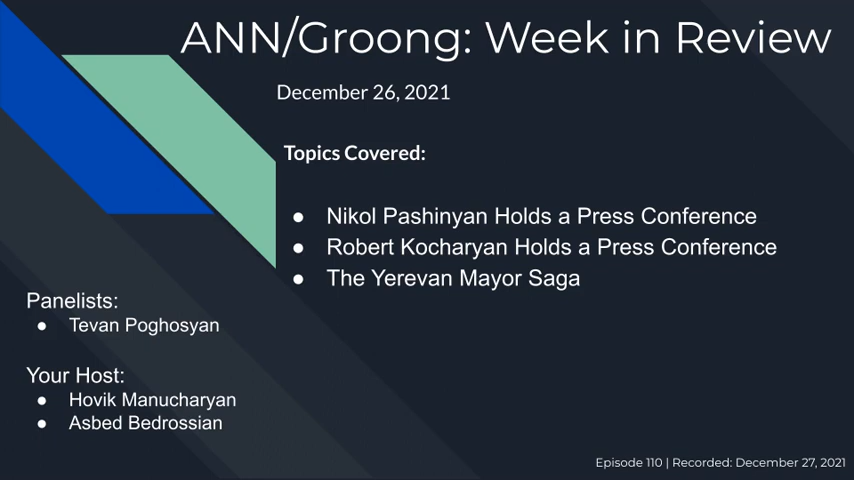 ANN/Groong: Week in Review
December 26, 2021
Topics Covered:
● Nikol Pashinyan Holds a Press Conference
● Robert Kocharyan Holds a Press Conference
● The Yerevan Mayor Saga
Panelists:
● Tevan Poghosyan
Your Host:
● Hovik Manucharyan
● Asbed Bedrossian
Episode 110 | Recorded: December 27, 2021